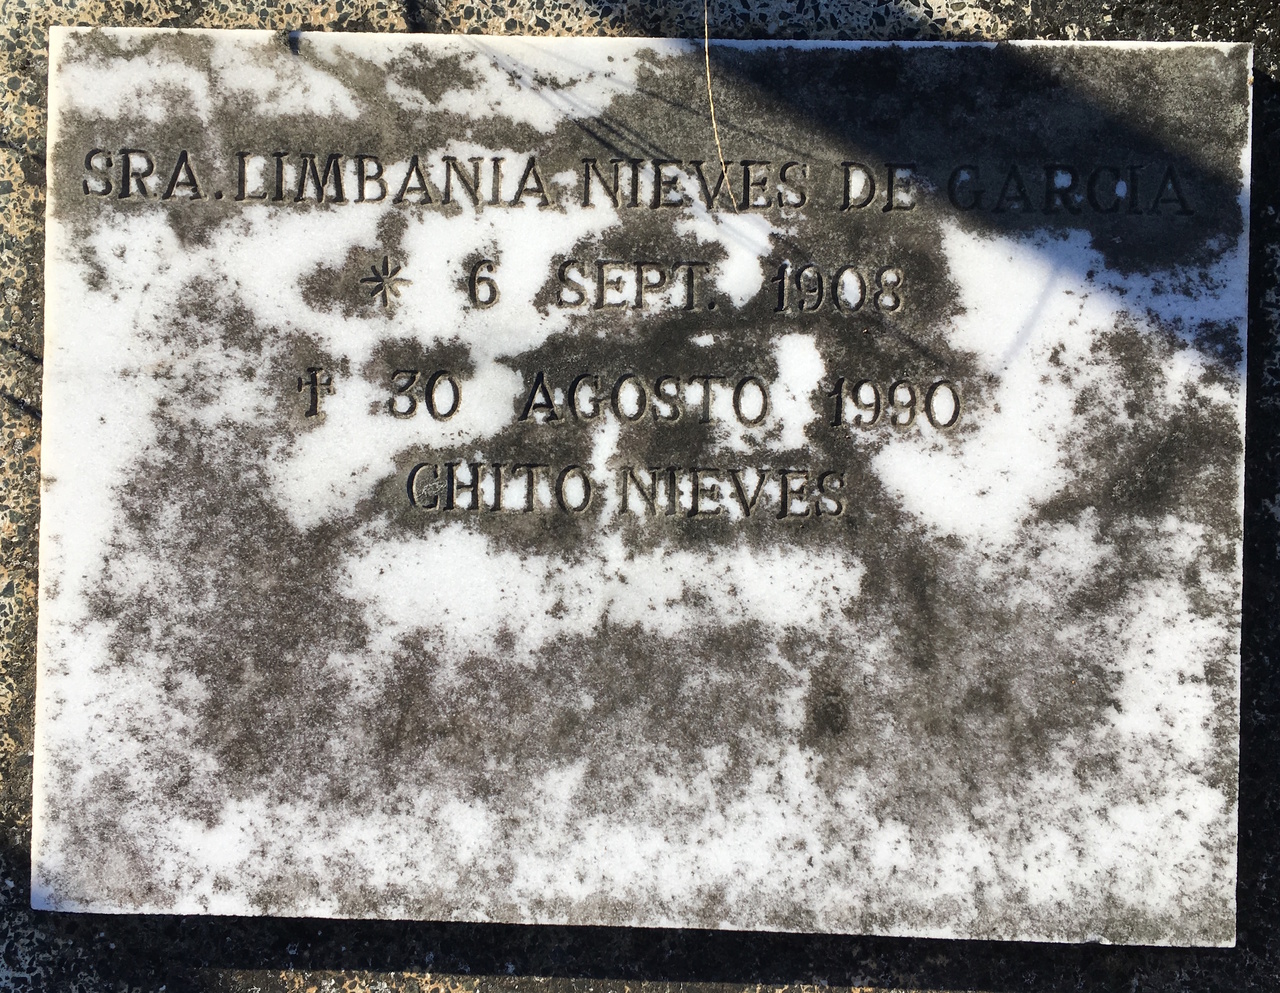 SRA. LIMBANIA NIEVES DE GARCIA
* 6 SEPT. 1908
✝ 30 AGOSTO 1990
CHITO NIEVES